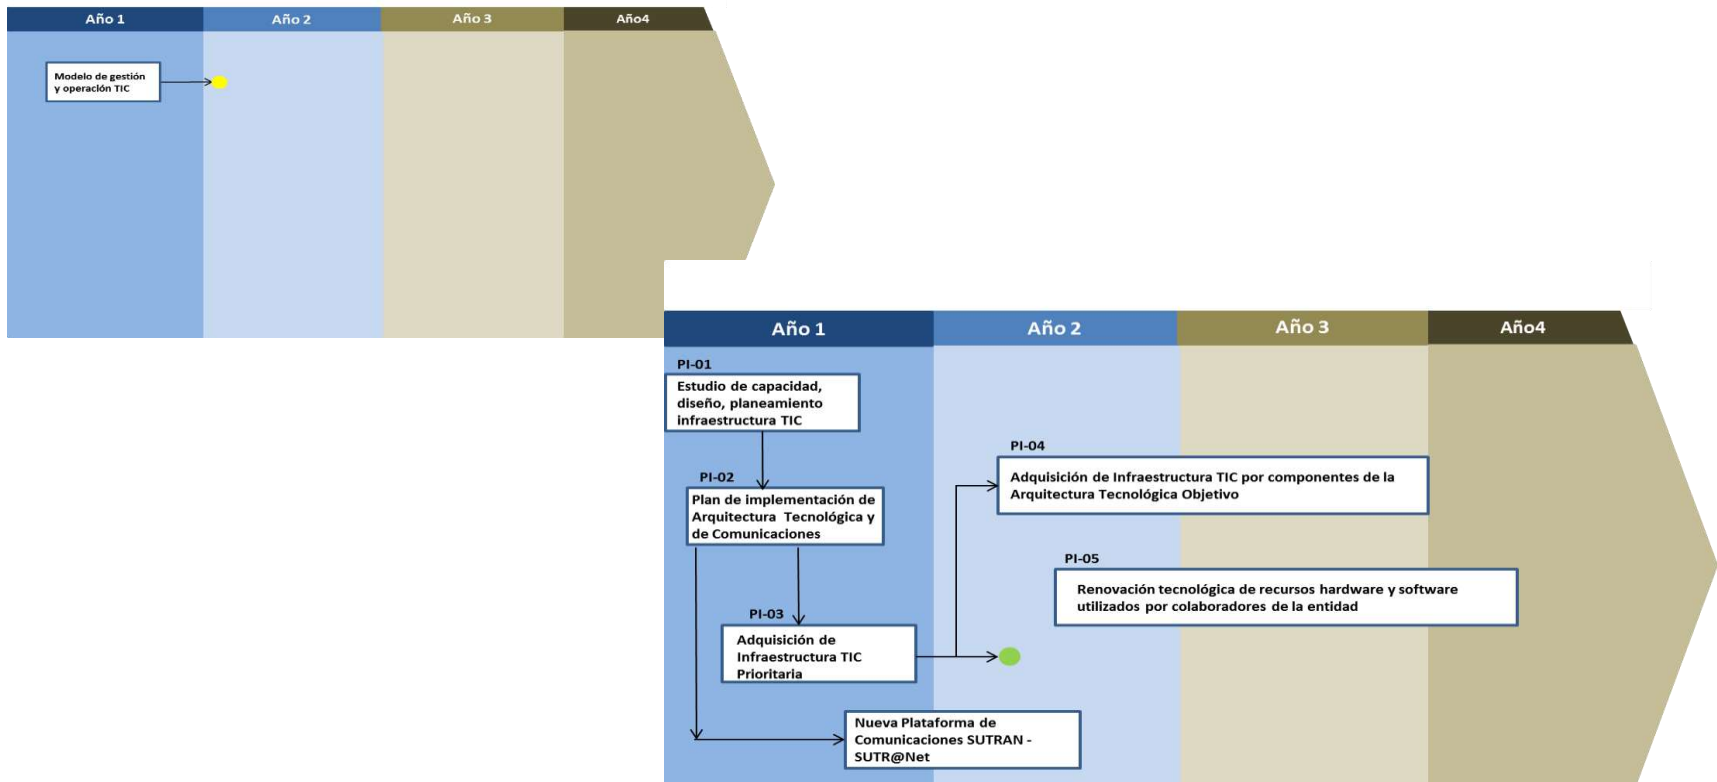 Año 1 Año 2 Año 3 Año4
Modelo de gestión
y operación TIC
Año 1 Año 2 Año 3 Año4
PI-01
Estudio de capacidad,
diseño, planeamiento
infraestructura TIC
PI-02
Plan de implementación de
Arquitectura Tecnológica y
de Comunicaciones
PI-03
Adquisición de
Infraestructura TIC
Prioritaria
PI-04
Adquisición de Infraestructura TIC por componentes de la
Arquitectura Tecnológica Objetivo
PI-05
Renovación tecnológica de recursos hardware y software
utilizados por colaboradores de la entidad
Nueva Plataforma de
Comunicaciones SUTRAN -
SUTR@Net